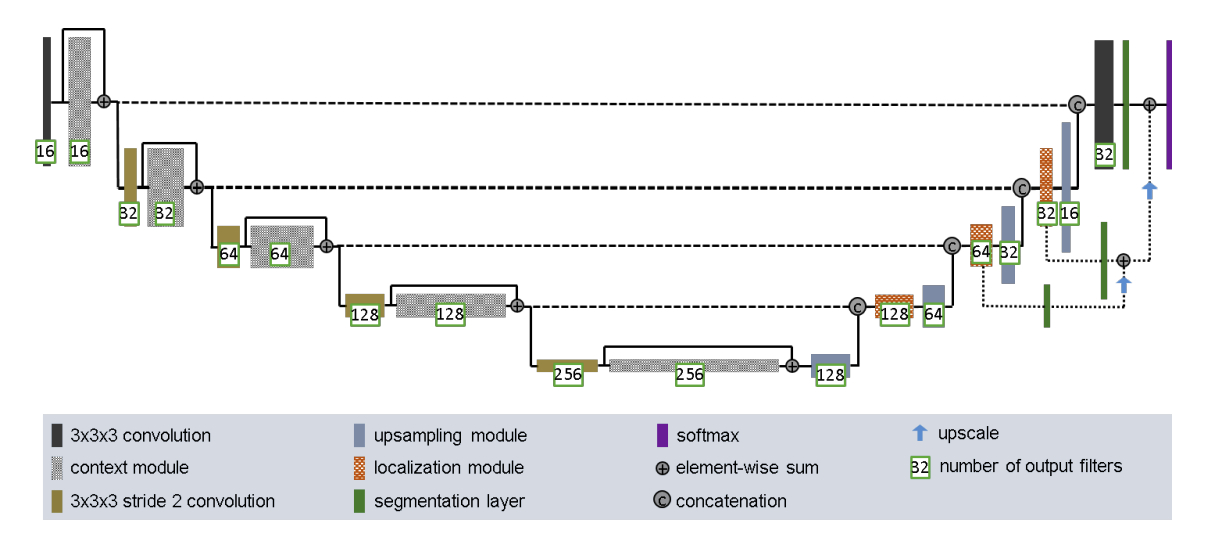 C
16
16
32
C
32
32
32
16
64
64
C
64
32
128
128
C
128
64
256
256
128
3x3x3 convolution
upsampling module
softmax
upscale
context module
localization module
element-wise sum
32 number of output filters
3x3x3 stride 2 convolution
segmentation layer
C concatenation